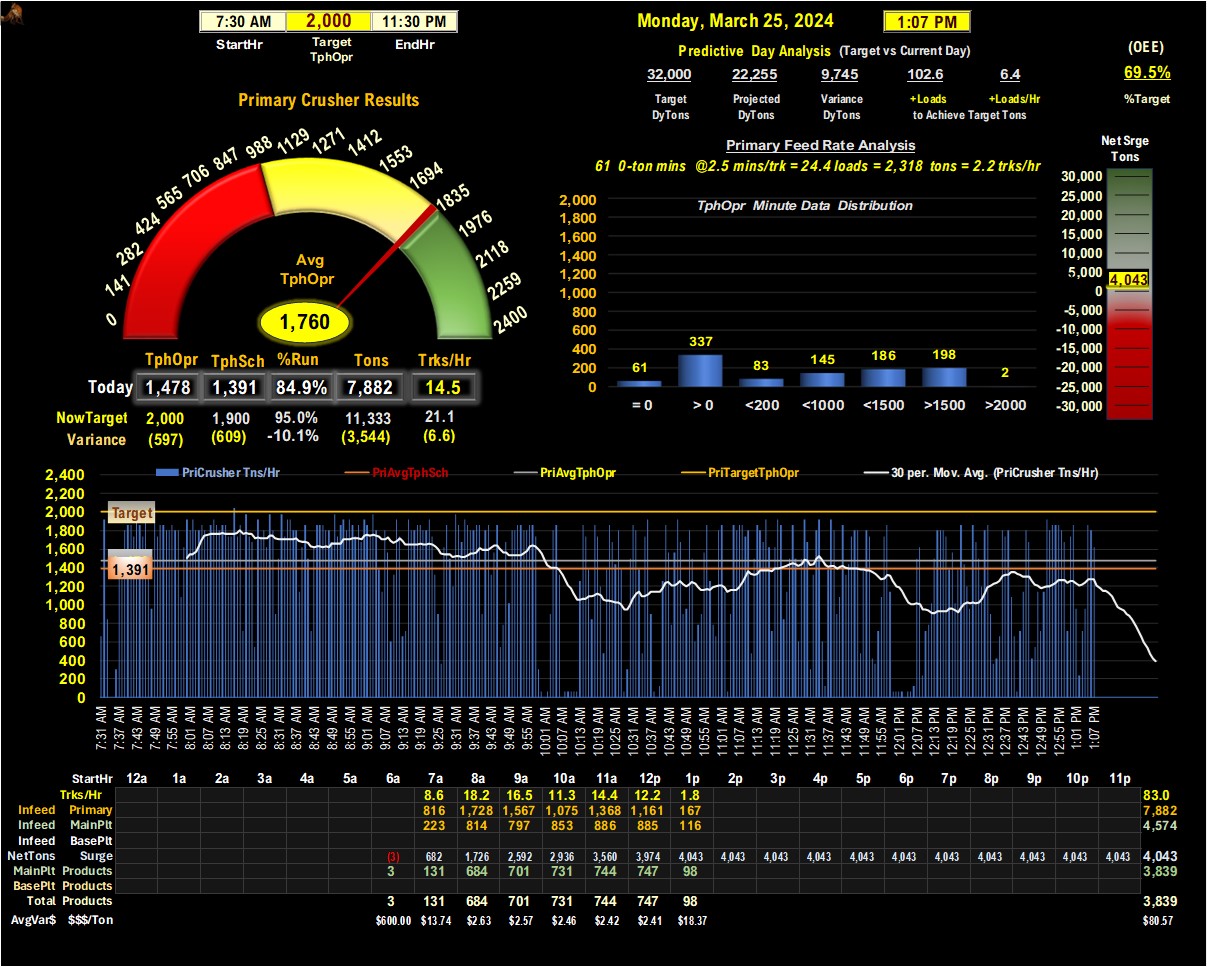 7:30 AM 2,000 11:30 PM
StartHr Target TphOpr EndHr
Monday, March 25, 2024 1:07 PM
Predictive Day Analysis (Target vs Current Day)
32,000 22,255 9,745 102.6 6.4
Target DyTons Projected DyTons Variance DyTons +Loads +Loads/Hr
to Achieve Target Tons
(OEE)
69.5%
%Target
Primary Crusher Results
0 141 282 424 565 706 847 988 1129 1271 1412 1553 1694 1835 1976 2118 2259 2400
Avg
TphOpr
1,760
TphOpr TphSch %Run Tons Trks/Hr
Today 1,478 1,391 84.9% 7,882 14.5
NowTarget 2,000 1,900 95.0% 11,333 21.1
Variance (597) (609) -10.1% (3,544) (6.6)
Primary Feed Rate Analysis
61 0-ton mins @2.5 mins/trk = 24.4 loads = 2,318 tons = 2.2 trks/hr
TphOpr Minute Data Distribution
2,000
1,800
1,600
1,400
1,200
1,000
800
600
400
200
0
61 337 83 145 186 198 2
= 0 > 0 <200 <1000 <1500 >1500 >2000
Net Srge
Tons
30,000
25,000
20,000
15,000
10,000
5,000
4,043
0
-5,000
-10,000
-15,000
-20,000
-25,000
-30,000
PriCrusher Tns/Hr PriAvgTphSch PriAvgTphOpr PriTargetTphOpr 30 per. Mov. Avg. (PriCrusher Tns/Hr)
2,400
2,200
2,000
1,800
1,600
1,400
1,200
1,000
800
600
400
200
0
Target
1,391
7:31 AM 7:37 AM 7:43 AM 7:49 AM 7:55 AM 8:01 AM 8:07 AM 8:13 AM 8:19 AM 8:25 AM 8:31 AM 8:37 AM 8:43 AM 8:49 AM 8:55 AM 9:01 AM 9:07 AM 9:13 AM 9:19 AM 9:25 AM 9:31 AM 9:37 AM 9:43 AM 9:49 AM 9:55 AM 10:01 AM 10:07 AM 10:13 AM 10:19 AM 10:25 AM 10:31 AM 10:37 AM 10:43 AM 10:49 AM 10:55 AM 11:01 AM 11:07 AM 11:13 AM 11:19 AM 11:25 AM 11:31 AM 11:37 AM 11:43 AM 11:49 AM 11:55 AM 12:01 PM 12:07 PM 12:13 PM 12:19 PM 12:25 PM 12:31 PM 12:37 PM 12:43 PM 12:49 PM 12:55 PM 1:01 PM 1:07 PM
StartHr 12a 1a 2a 3a 4a 5a 6a 7a 8a 9a 10a 11a 12p 1p 2p 3p 4p 5p 6p 7p 8p 9p 10p 11p
Trks/Hr 8.6 18.2 16.5 11.3 14.4 12.2 1.8 83.0
Infeed Primary 816 1,728 1,567 1,075 1,368 1,161 167 7,882
Infeed MainPlt 223 814 797 853 886 885 116 4,574
Infeed BasePlt
NetTons Surge (3) 682 1,726 2,592 2,936 3,560 3,974 4,043 4,043 4,043 4,043 4,043 4,043 4,043 4,043 4,043 4,043 4,043 4,043
MainPlt Products 3 131 684 701 731 744 747 98 3,839
BasePlt Products
Total Products 3 131 684 701 731 744 747 98 3,839
AvgVar$ $$$/Ton $600.00 $13.74 $2.63 $2.57 $2.46 $2.42 $2.41 $18.37 $80.57